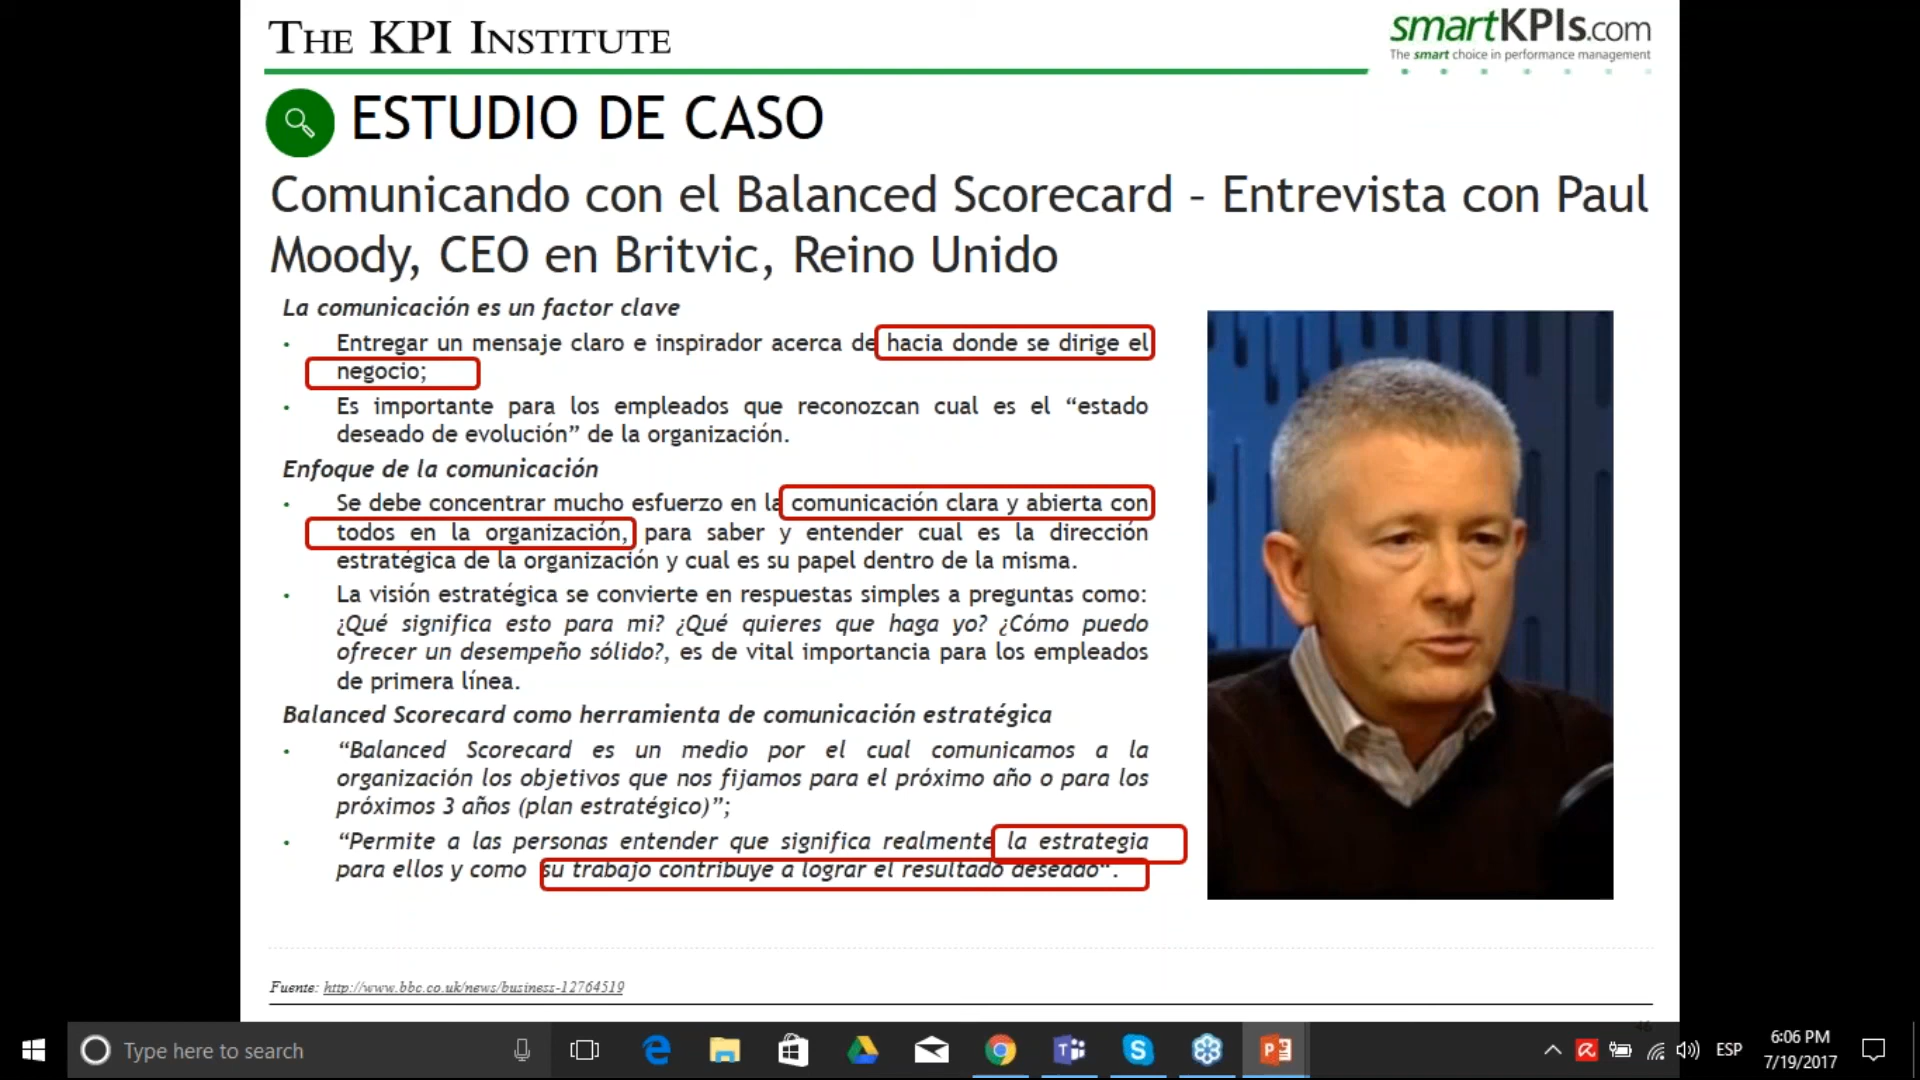 THE KPI INSTITUTE
smartKPIs.com
The smart choice in performance management
ESTUDIO DE CASO
Comunicando con el Balanced Scorecard – Entrevista con Paul
Moody, CEO en Britvic, Reino Unido
La comunicación es un factor clave
• Entregar un mensaje claro e inspirador acerca de hacia donde se dirige el
negocio;
• Es importante para los empleados que reconozcan cual es el “estado
deseado de evolución” de la organización.
Enfoque de la comunicación
• Se debe concentrar mucho esfuerzo en la comunicación clara y abierta con
todos en la organización, para saber y entender cual es la dirección
estratégica de la organización y cual es su papel dentro de la misma.
• La visión estratégica se convierte en respuestas simples a preguntas como:
¿Qué significa esto para mi? ¿Qué quieres que haga yo? ¿Cómo puedo
ofrecer un desempeño sólido?, es de vital importancia para los empleados
de primera línea.
Balanced Scorecard como herramienta de comunicación estratégica
• “Balanced Scorecard es un medio por el cual comunicamos a la
organización los objetivos que nos fijamos para el próximo año o para los
próximos 3 años (plan estratégico)”;
• “Permite a las personas entender que significa realmente la estrategia
para ellos y como su trabajo contribuye a lograr el resultado deseado”.
Fuente: http://www.bbc.co.uk/news/business-12764519
46
Type here to search
ESP
6:06 PM
7/19/2017